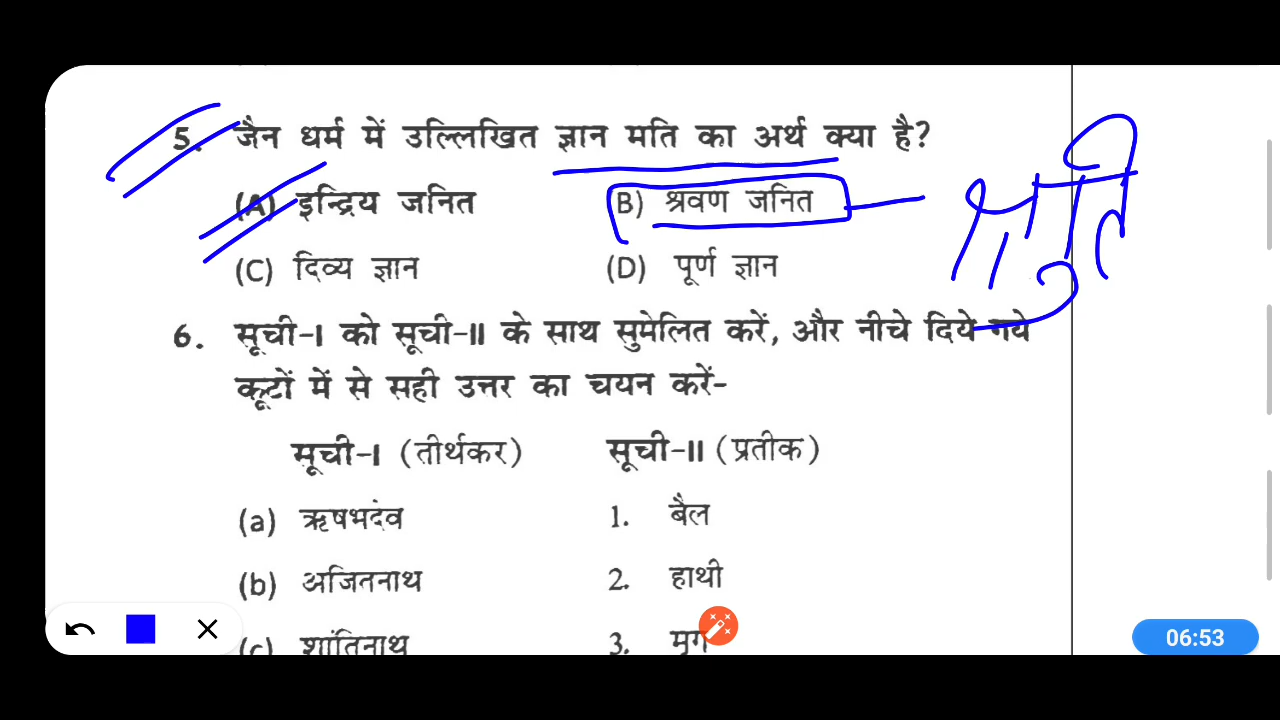 5. जैन धर्म में उल्लिखित ज्ञान मति का अर्थ क्या है?
(A) इन्द्रिय जनित (B) श्रवण जनित
(C) दिव्य ज्ञान (D) पूर्ण ज्ञान
6. सूची-I को सूची-II के साथ सुमेलित करें, और नीचे दिये गये
कूटों में से सही उत्तर का चयन करें-
सूची-I (तीर्थकर) सूची-II (प्रतीक)
(a) ऋषभदेव 1. बैल
(b) अजितनाथ 2. हाथी
(c) शांतिनाथ 3. मृग
06:53